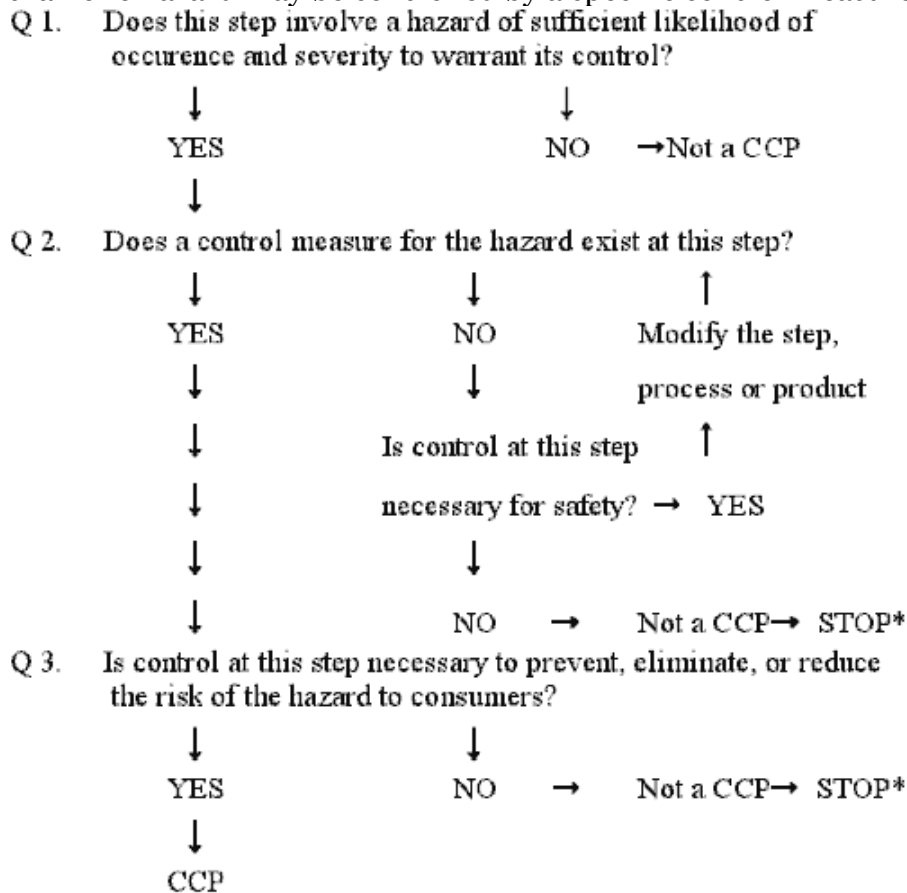 Q 1. Does this step involve a hazard of sufficient likelihood of
occurence and severity to warrant its control?
↓ ↓
YES NO →Not a CCP
↓
Q 2. Does a control measure for the hazard exist at this step?
↓ ↓ ↑
YES NO Modify the step,
↓ ↓ process or product
↓ Is control at this step ↑
↓ necessary for safety? → YES
↓ ↓
↓ NO → Not a CCP→ STOP*
Q 3. Is control at this step necessary to prevent, eliminate, or reduce
the risk of the hazard to consumers?
↓ ↓
YES NO → Not a CCP→ STOP*
↓
CCP